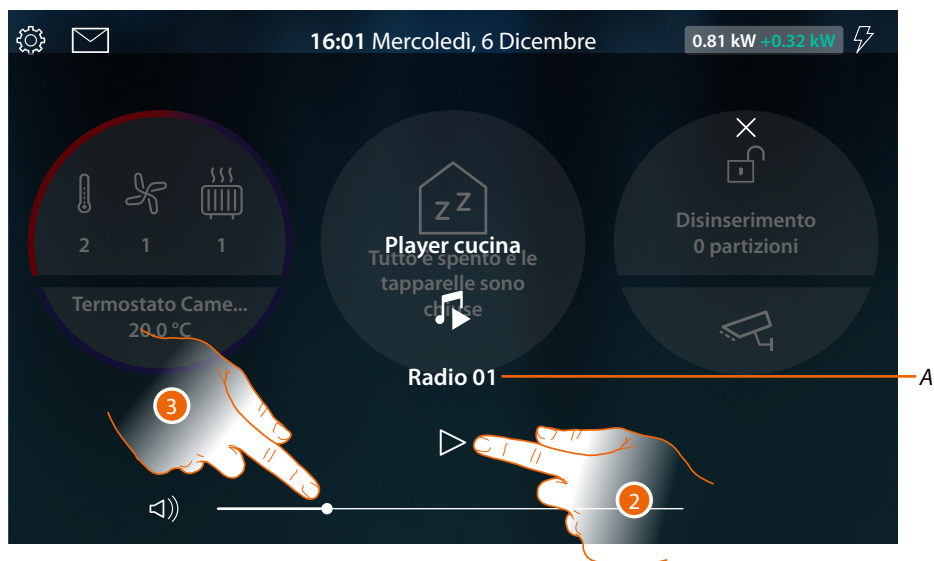 16:01 Mercoledì, 6 Dicembre
0.81 kW +0.32 kW
2 1 1
Termostato Came...
20.0 °C
z Z
Player cucina
Tutto è spento e le
tapparelle sono
chiuse
Disinserimento
0 partizioni
Radio 01
A
3
2